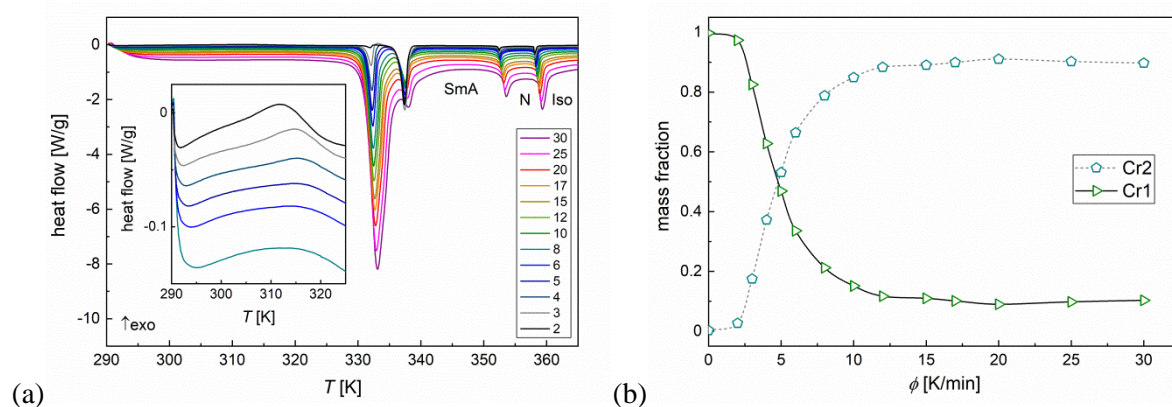 (a)
heat flow [W/g]
0
-2
-4
-6
-8
-10
290 300 310 320 330 340 350 360
T [K]
↑exo
SmA
N
Iso
30
25
20
17
15
12
10
8
6
5
4
3
2
heat flow [W/g]
0
-0.1
290 300 310 320
T [K]
(b)
mass fraction
1
0.8
0.6
0.4
0.2
0
0 5 10 15 20 25 30
ϕ [K/min]
Cr2
Cr1